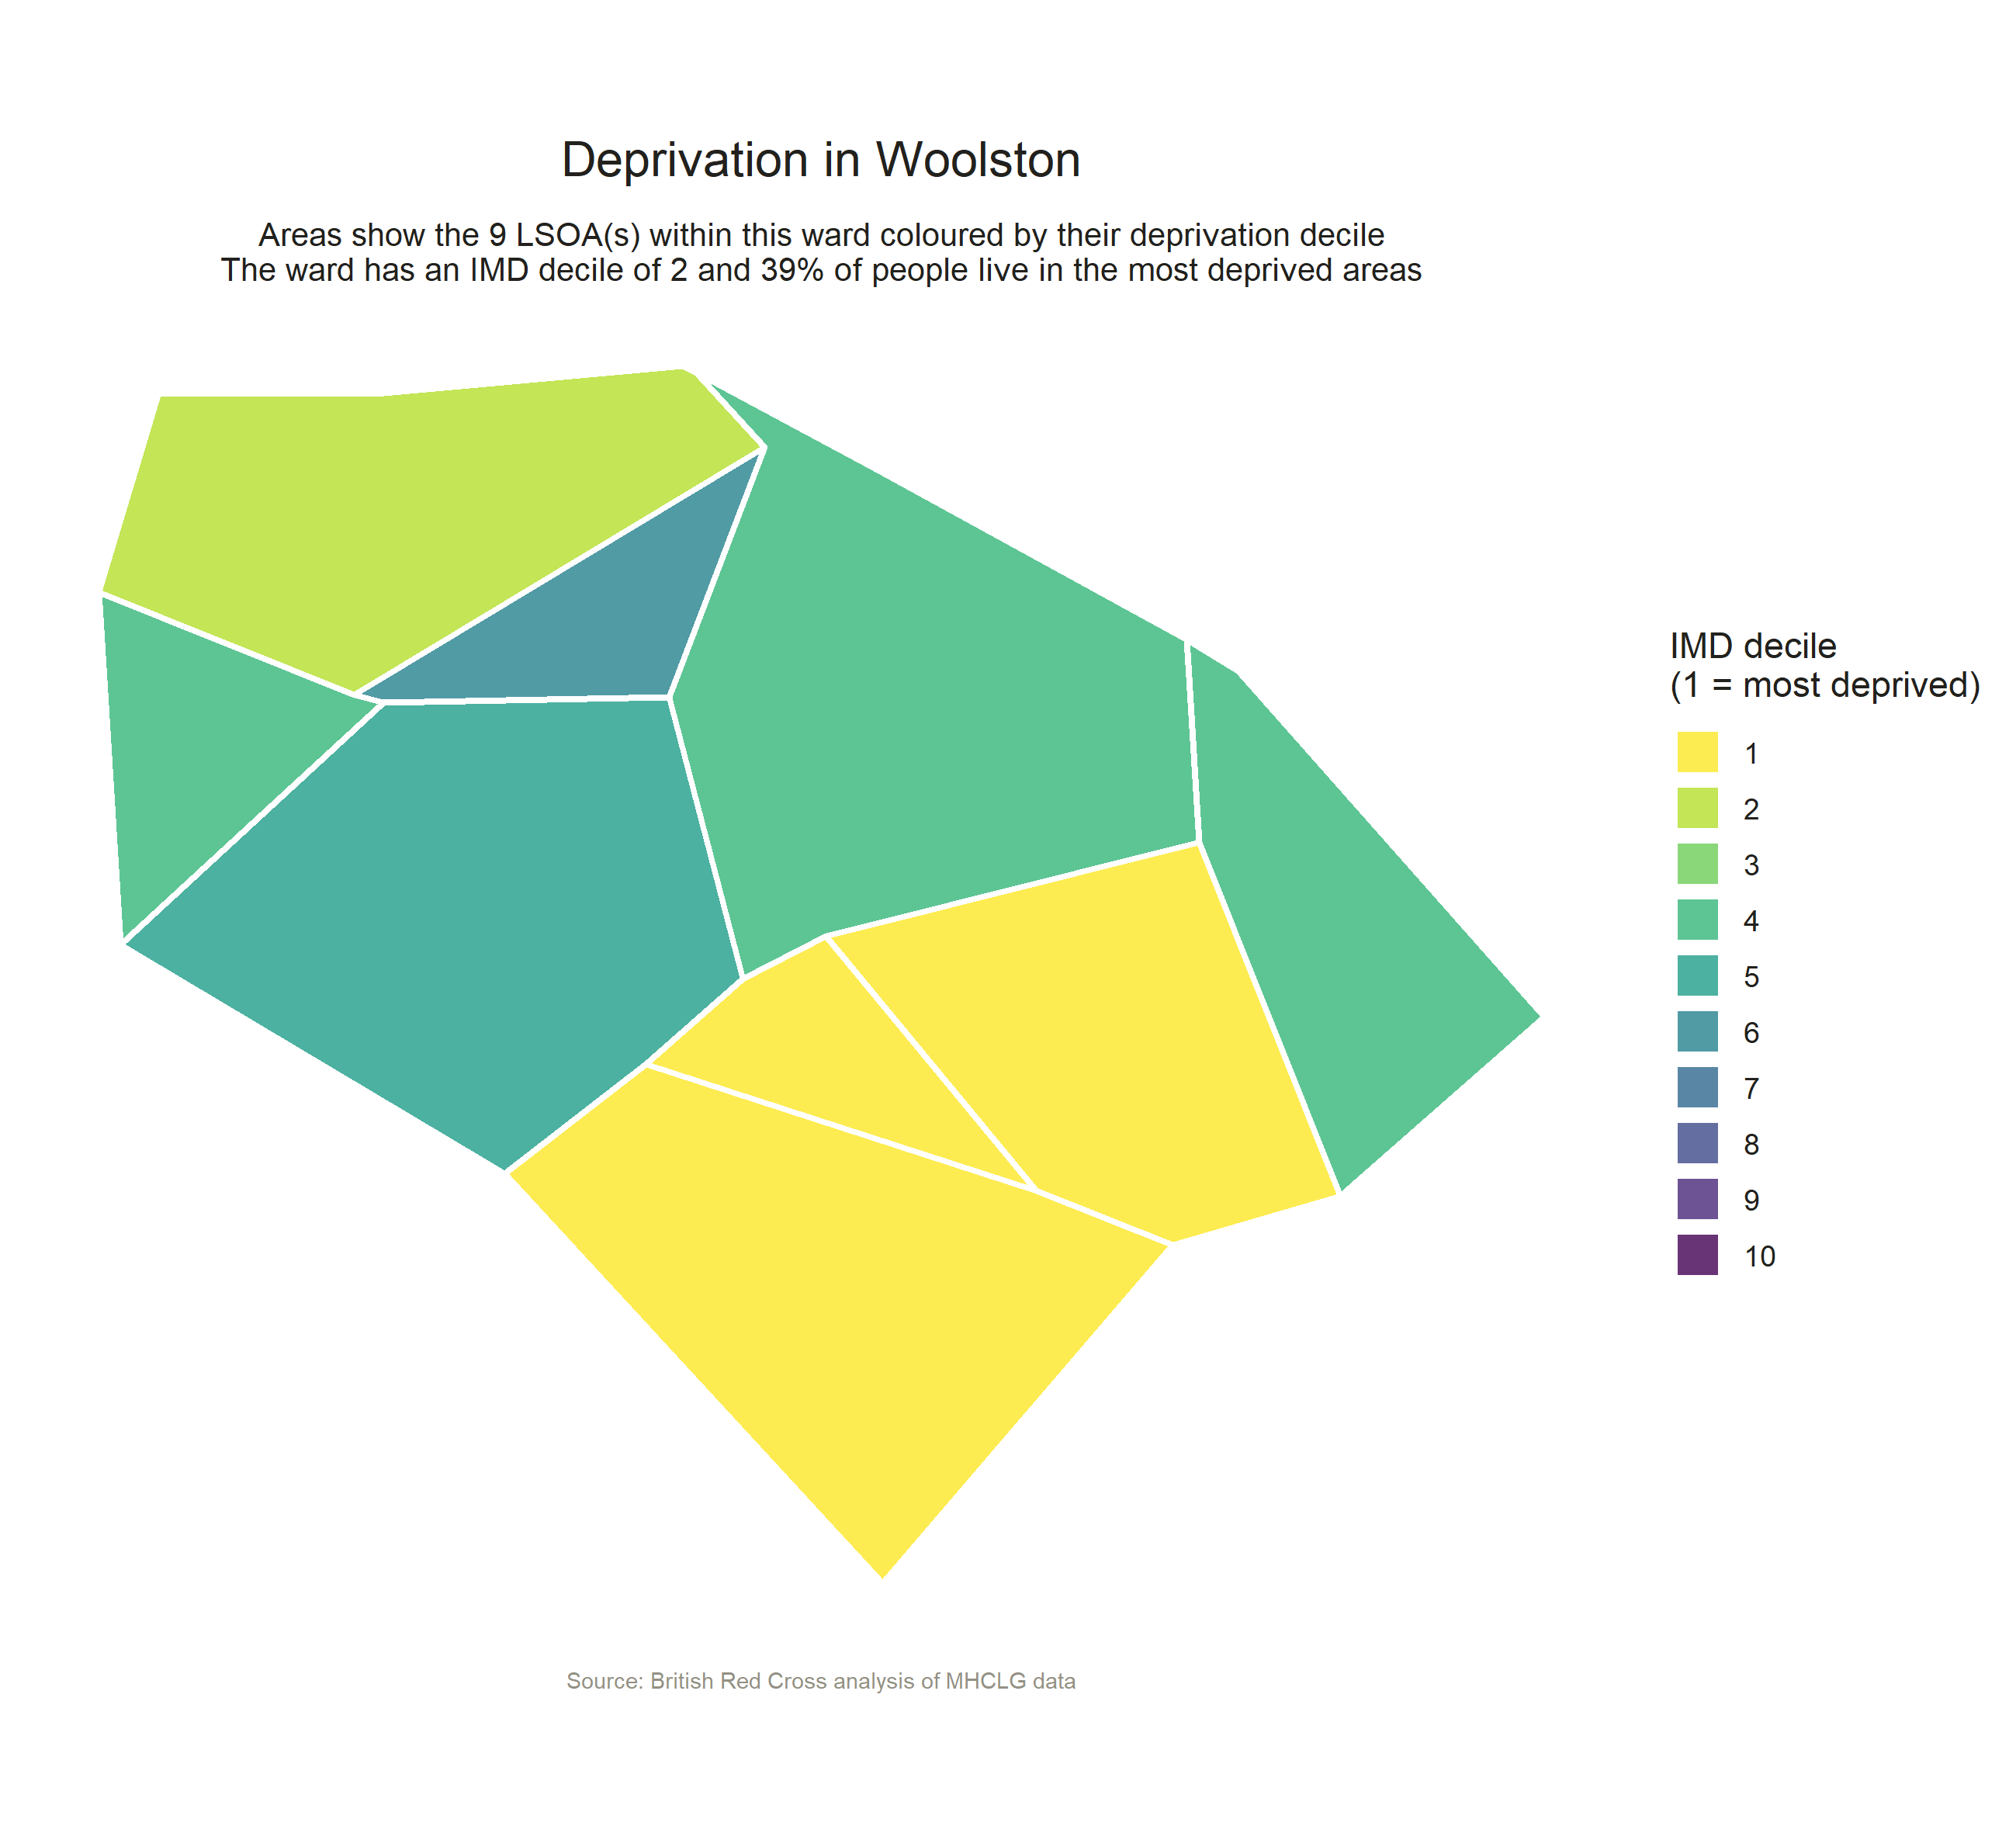 Deprivation in Woolston
Areas show the 9 LSOA(s) within this ward coloured by their deprivation decile
The ward has an IMD decile of 2 and 39% of people live in the most deprived areas
IMD decile
(1 = most deprived)
1
2
3
4
5
6
7
8
9
10
Source: British Red Cross analysis of MHCLG data